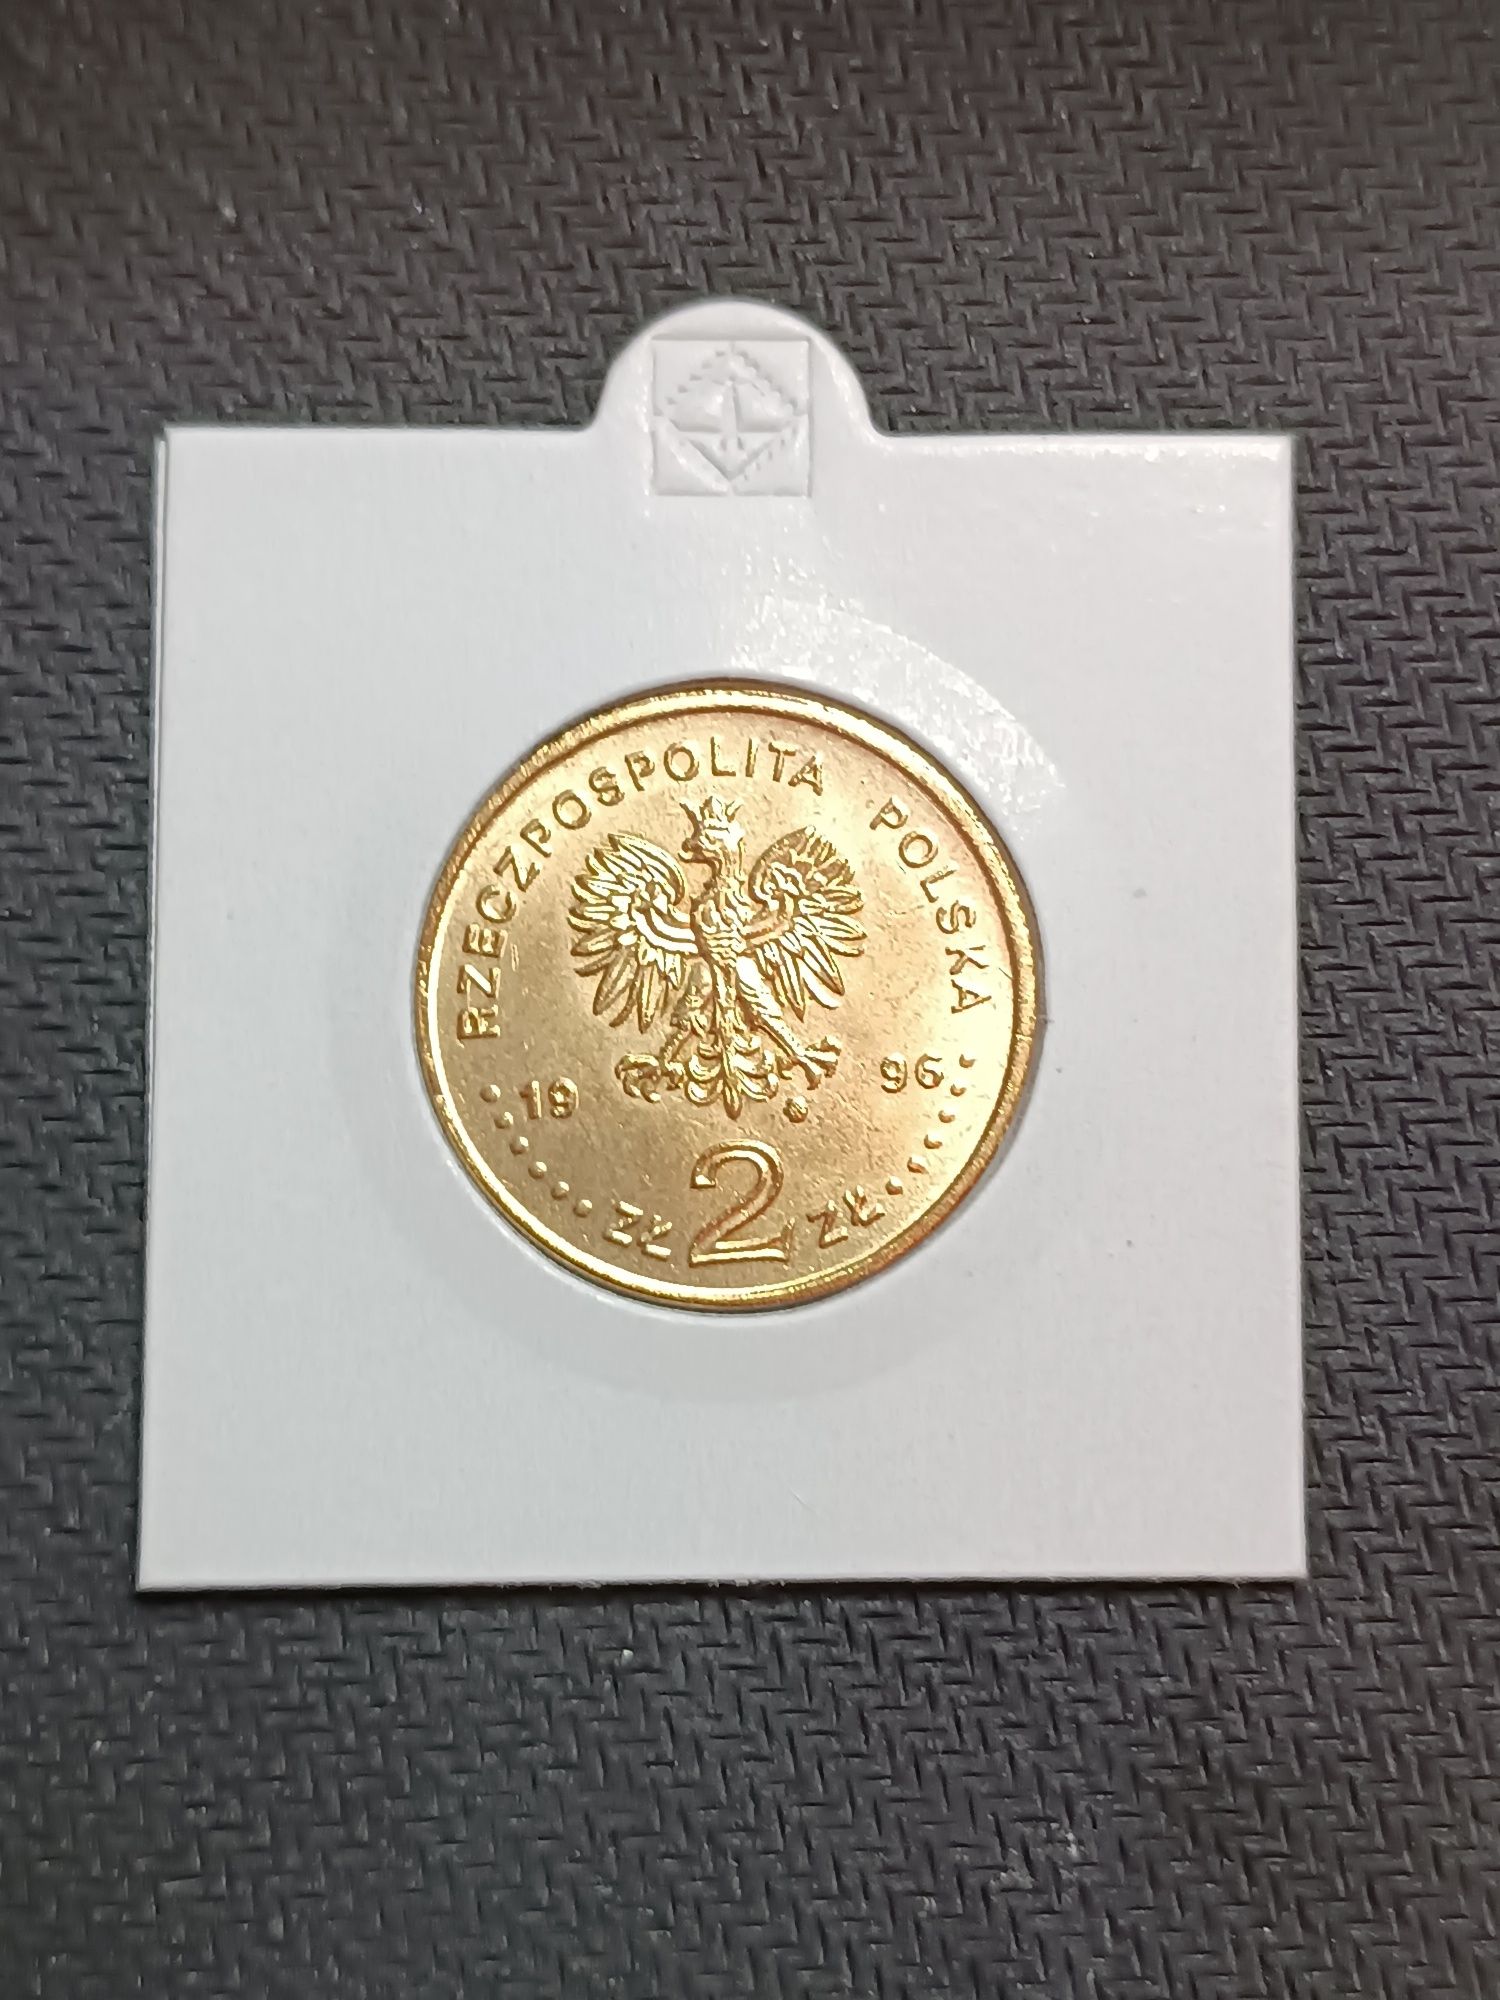 RZECZPOSPOLITA POLSKA
19 96
ZŁ 2 ZŁ